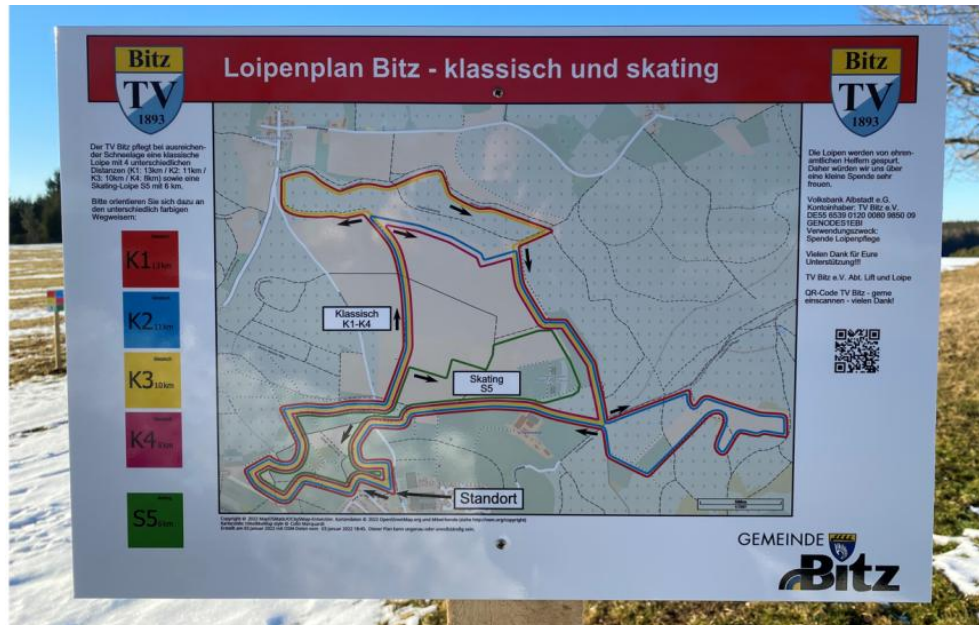 Bitz
TV
1893
Loipenplan Bitz - klassisch und skating
Bitz
TV
1893
Der TV Bitz pflegt bei ausreichen-
der Schneelage eine klassische
Loipe mit 4 unterschiedlichen
Distanzen (K1: 13km / K2: 11km /
K3: 10km / K4: 8km) sowie eine
Skating-Loipe S5 mit 6 km.
Bitte orientieren Sie sich dazu an
den unterschiedlich farbigen
Wegweisern:
K1 13km
K2 11km
K3 10km
K4 8km
S5 6km
Klassisch
K1-K4
Skating
S5
Standort
Die Loipen werden von ehren-
amtlichen Helfern gespurt.
Daher würden wir uns über
eine kleine Spende sehr
freuen.
Volksbank Albstadt e.G.
Kontoinhaber: TV Bitz e.V.
DE55 6539 0120 0080 9850 09
GENODES1EBI
Verwendungszweck:
Spende Loipenpflege
Vielen Dank für Eure
Unterstützung!!!
TV Bitz e.V. Abt. Lift und Loipe
QR-Code TV Bitz - gerne
einscannen - vielen Dank!
GEMEINDE
Bitz